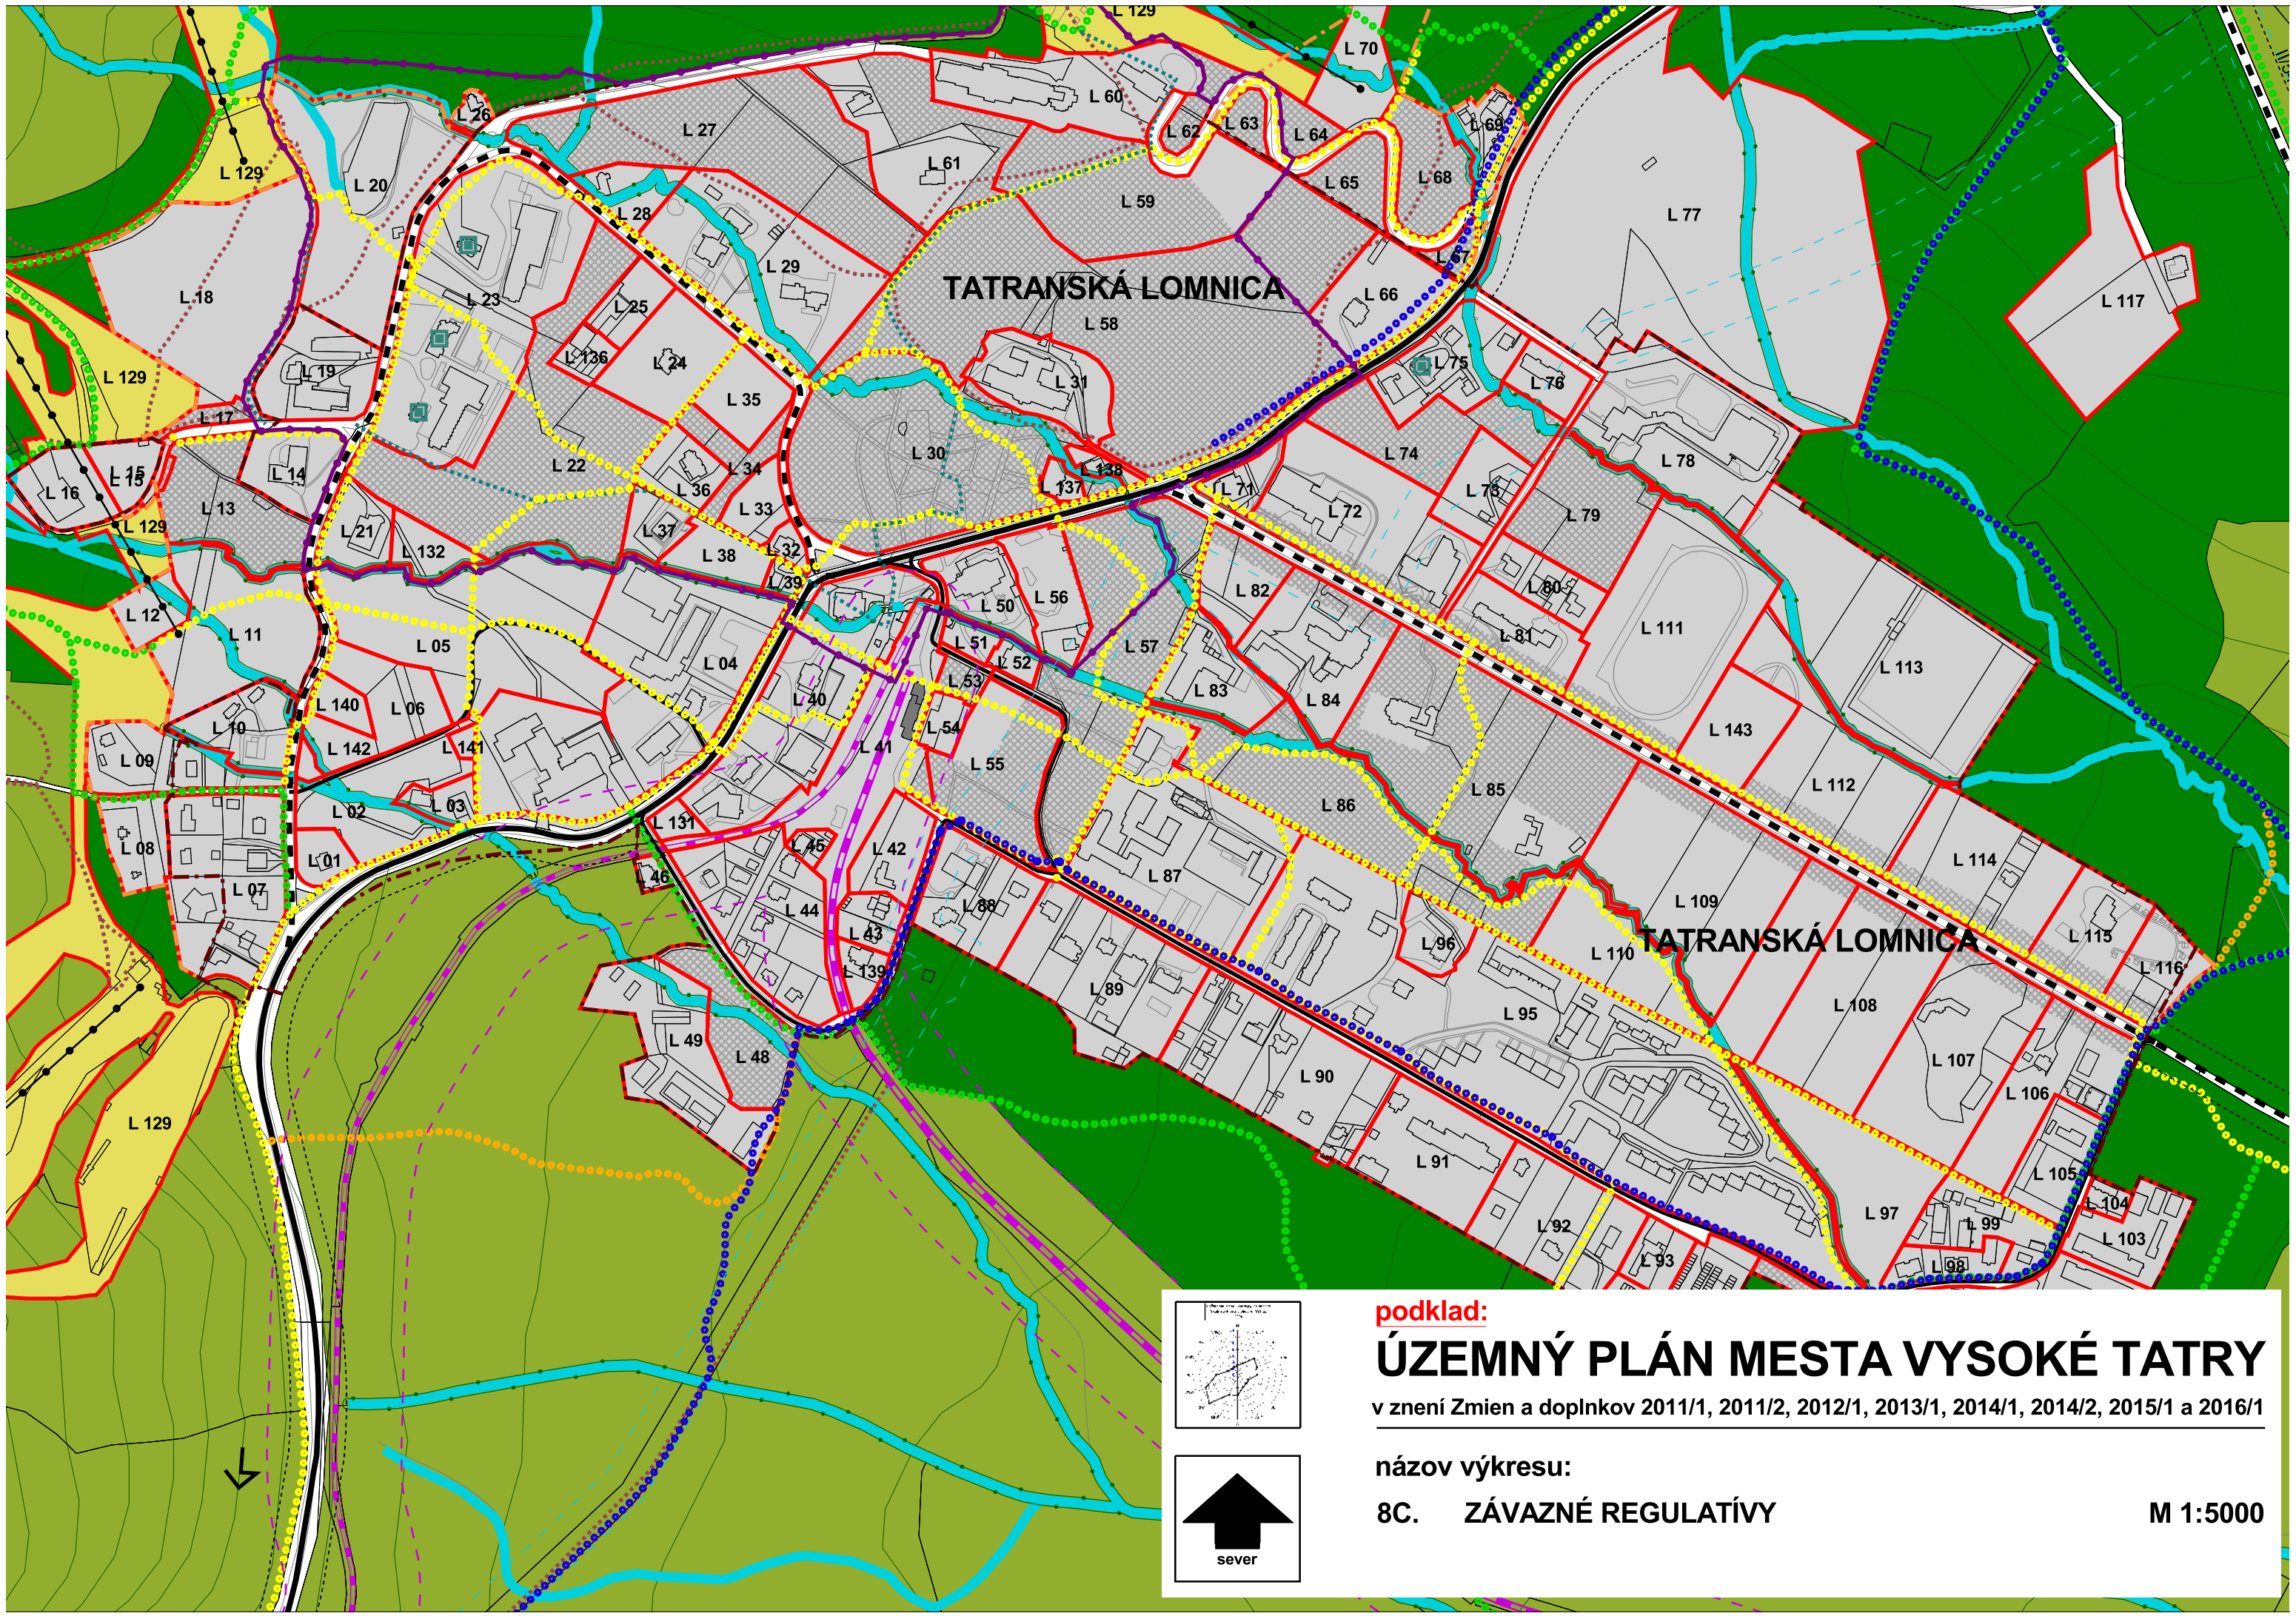 L 129
L 70
L 26
L 60
L 27
L 62
L 63
L 64
L 69
L 129
L 61
L 20
L 65
L 68
L 59
L 28
L 77
L 67
L 29
L 18
L 23
TATRANSKÁ LOMNICA
L 66
L 25
L 117
L 58
L 136
L 24
L 75
L 129
L 19
L 31
L 76
L 35
L 17
L 30
L 74
L 22
L 34
L 138
L 78
L 15
L 15
L 14
L 16
L 36
L 137
L 71
L 73
L 13
L 33
L 72
L 79
L 129
L 21
L 37
L 132
L 38
L 32
L 39
L 80
L 82
L 56
L 50
L 12
L 11
L 05
L 51
L 57
L 81
L 111
L 04
L 52
L 113
L 53
L 83
L 140
L 06
L 40
L 84
L 10
L 54
L 143
L 142
L 141
L 41
L 09
L 55
L 112
L 85
L 03
L 86
L 02
L 131
L 08
L 01
L 45
L 42
L 114
L 46
L 87
L 07
L 88
L 109
L 44
L 43
L 96
L 115
TATRANSKÁ LOMNICA
L 110
L 139
L 116
L 89
L 108
L 95
L 49
L 48
L 107
L 90
L 106
L 129
L 91
L 105
L 104
L 97
L 92
L 99
L 103
L 93
L 98
podklad:
ÚZEMNÝ PLÁN MESTA VYSOKÉ TATRY
v znení Zmien a doplnkov 2011/1, 2011/2, 2012/1, 2013/1, 2014/1, 2014/2, 2015/1 a 2016/1
názov výkresu:
8C. ZÁVAZNÉ REGULATÍVY M 1:5000
sever